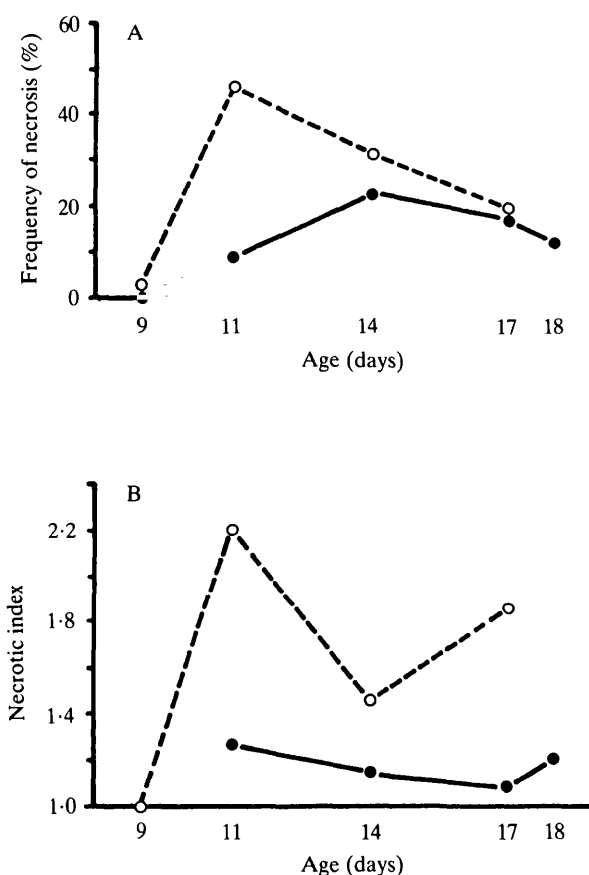 A
Frequency of necrosis (%)
60
40
20
0
9 11 14 17 18
Age (days)
B
Necrotic index
2·2
1·8
1·4
1·0
9 11 14 17 18
Age (days)